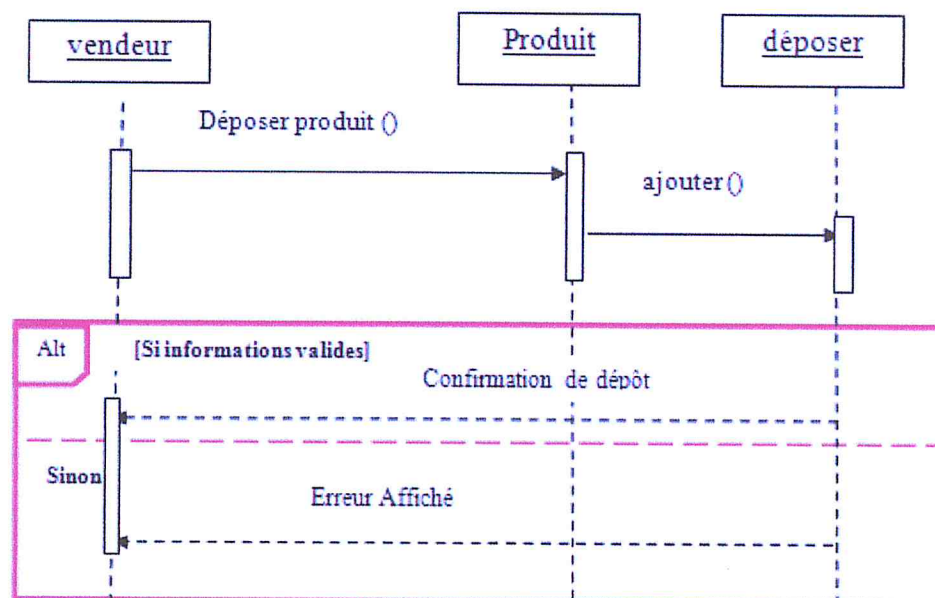 vendeur
Produit
déposer
Déposer produit ()
ajouter ()
Alt
[Si informations valides]
Confirmation de dépôt
Sinon
Erreur Affiché